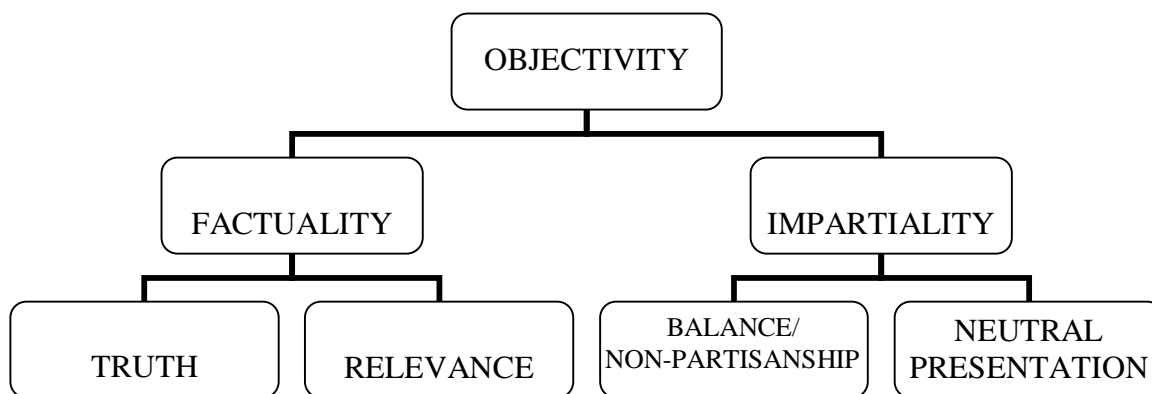 OBJECTIVITY
FACTUALITY
IMPARTIALITY
TRUTH
RELEVANCE
BALANCE/
NON-PARTISANSHIP
NEUTRAL
PRESENTATION